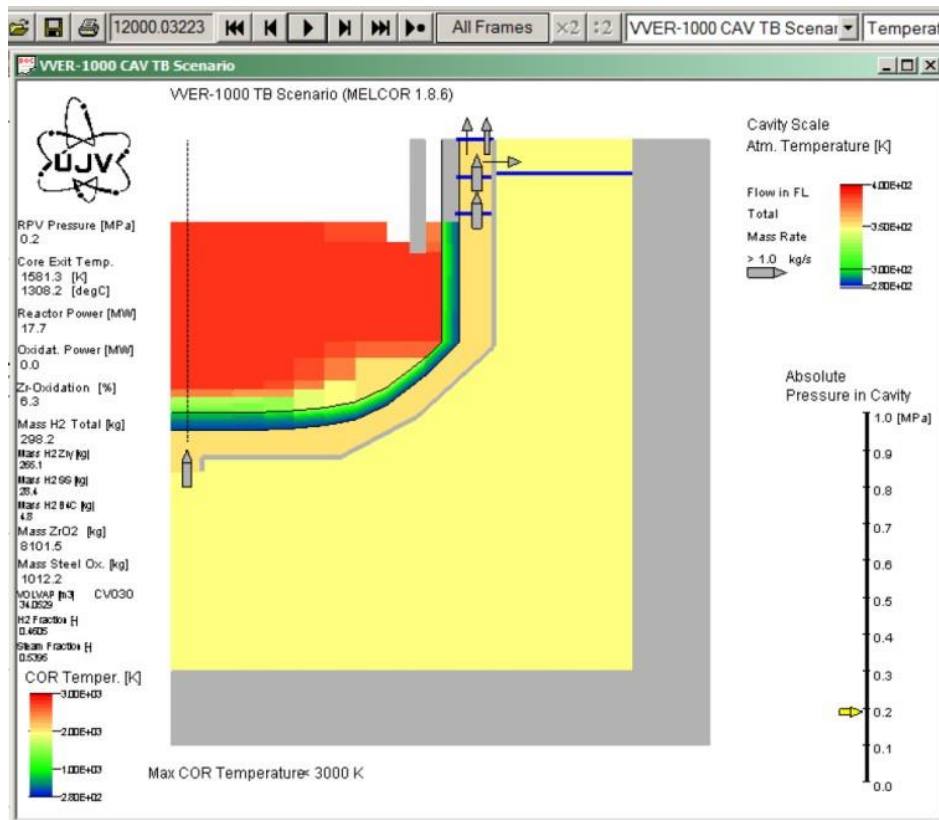 12000.03223 All Frames ×2 :2 VVER-1000 CAV TB Scenar Temperat
VVER-1000 CAV TB Scenario
VVER-1000 TB Scenario (MELCOR 1.8.6)
ÚJV
RPV Pressure [MPa]
0.2
Core Exit Temp.
1581.3 [K]
1308.2 [degC]
Reactor Power [MW]
17.7
Oxidat. Power [MW]
0.0
Zr-Oxidation [%]
6.3
Mass H2 Total [kg]
298.2
Mass H2 Zry [kg]
265.1
Mass H2 SS [kg]
28.4
Mass H2 B4C [kg]
4.8
Mass ZrO2 [kg]
8101.5
Mass Steel Ox. [kg]
1012.2
VOLVAP [m3] CV030
34.0529
H2 Fraction [-]
0.4605
Steam Fraction [-]
0.5395
COR Temper. [K]
3.00E+03
2.00E+03
1.00E+03
2.80E+02
Max COR Temperature< 3000 K
Cavity Scale
Atm. Temperature [K]
Flow in FL
Total
Mass Rate
> 1.0 kg/s
4.00E+02
3.50E+02
3.00E+02
2.80E+02
Absolute
Pressure in Cavity
1.0 [MPa]
0.9
0.8
0.7
0.6
0.5
0.4
0.3
0.2
0.1
0.0